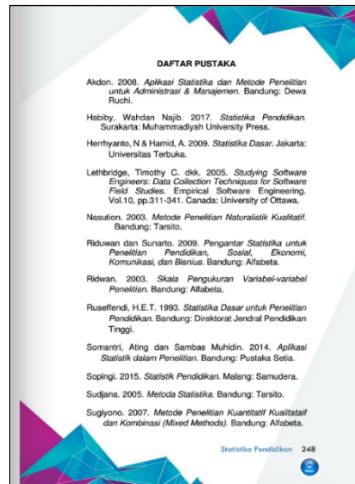 DAFTAR PUSTAKA
Akdon. 2008. Aplikasi Statistika dan Metode Penelitian
untuk Administrasi & Manajemen. Bandung: Dewa
Ruchi.
Habiby, Wahdan Najib. 2017. Statistika Pendidikan.
Surakarta: Muhammadiyah University Press.
Herrhyanto, N & Hamid, A. 2009. Statistika Dasar. Jakarta:
Universitas Terbuka.
Lethbridge, Timothy C. dkk. 2005. Studying Software
Engineers: Data Collection Techniques for Software
Field Studies. Empirical Software Engineering.
Vol.10, pp.311-341. Canada: University of Ottawa.
Nasution. 2003. Metode Penelitian Naturalistik Kualitatif.
Bandung: Tarsito.
Riduwan dan Sunarto. 2009. Pengantar Statistika untuk
Penelitian Pendidikan, Sosial, Ekonomi,
Komunikasi, dan Bisnius. Bandung: Alfabeta.
Ridwan. 2003. Skala Pengukuran Variabel-variabel
Penelitian. Bandung: Alfabeta.
Ruseffendi, H.E.T. 1993. Statistika Dasar untuk Penelitian
Pendidikan. Bandung: Direktorat Jendral Pendidikan
Tinggi.
Somantri, Ating dan Sambas Muhidin. 2014. Aplikasi
Statistik dalam Penelitian. Bandung: Pustaka Setia.
Sopingi. 2015. Statistik Pendidikan. Malang: Samudera.
Sudjana. 2005. Metoda Statistika. Bandung: Tarsito.
Sugiyono. 2007. Metode Penelitian Kuantitatif Kualitataif
dan Kombinasi (Mixed Methods). Bandung: Alfabeta.
Statistika Pendidikan 248